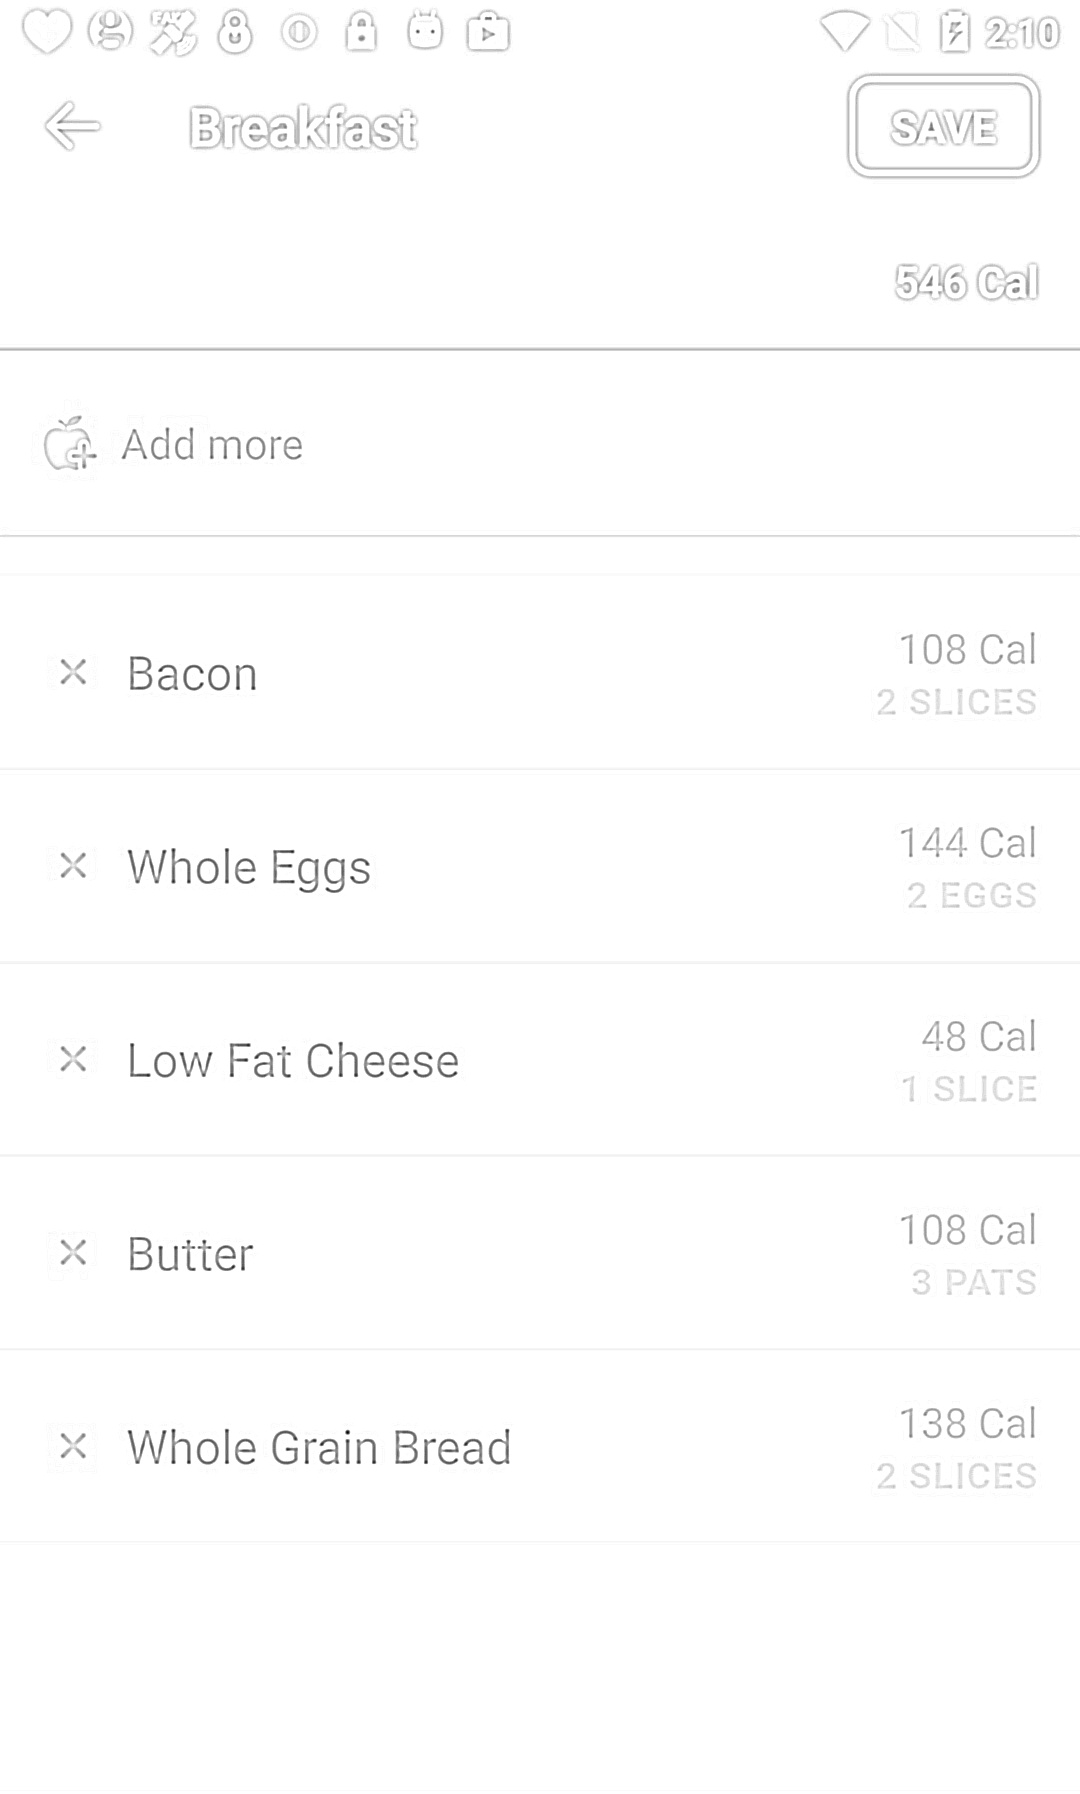 2:10
Breakfast
SAVE
546 Cal
Add more
Bacon
108 Cal
2 SLICES
Whole Eggs
144 Cal
2 EGGS
Low Fat Cheese
48 Cal
1 SLICE
Butter
108 Cal
3 PATS
Whole Grain Bread
138 Cal
2 SLICES